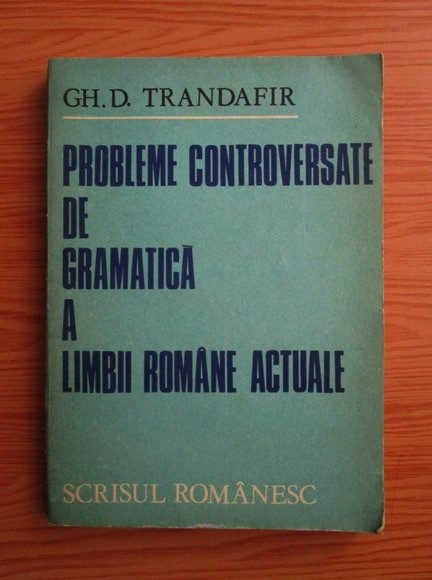 GH. D. TRANDAFIR
PROBLEME CONTROVERSATE
DE
GRAMATICĂ
A
LIMBII ROMÂNE ACTUALE
SCRISUL ROMÂNESC